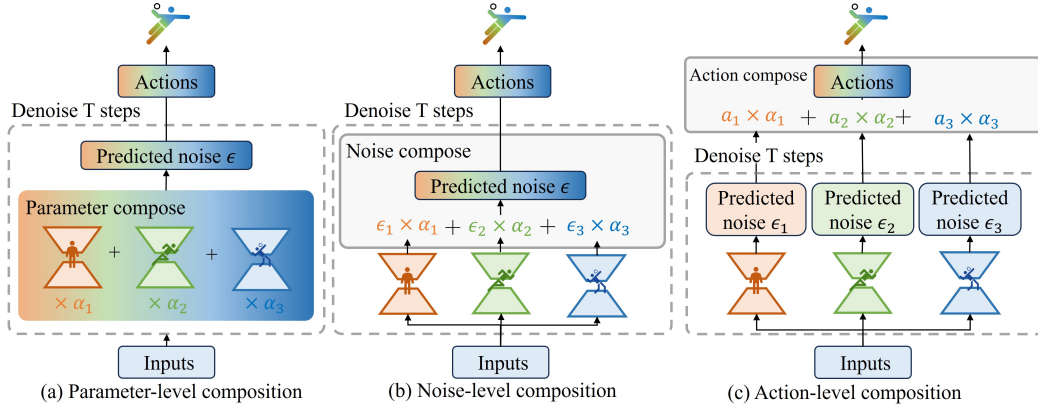 Actions
Denoise T steps
Predicted noise ϵ
Parameter compose
+ +
× α₁ × α₂ × α₃
Inputs
(a) Parameter-level composition
Actions
Denoise T steps
Noise compose
Predicted noise ϵ
ϵ₁ × α₁ + ϵ₂ × α₂ + ϵ₃ × α₃
Inputs
(b) Noise-level composition
Action compose
Actions
a₁ × α₁ + a₂ × α₂ + a₃ × α₃
Denoise T steps
Predicted
noise ϵ₁
Predicted
noise ϵ₂
Predicted
noise ϵ₃
Inputs
(c) Action-level composition